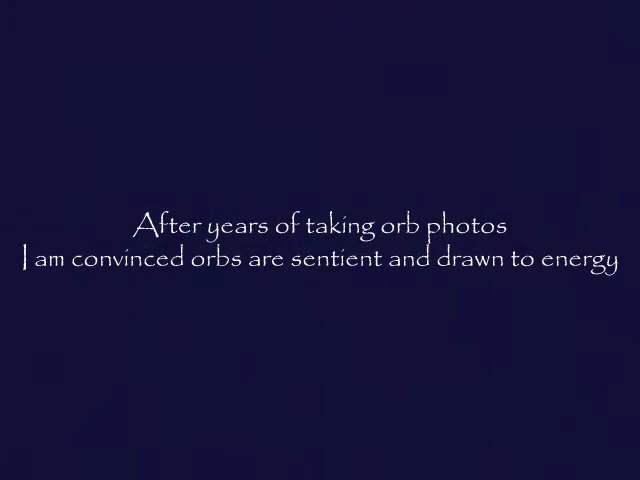 After years of taking orb photos
I am convinced orbs are sentient and drawn to energy